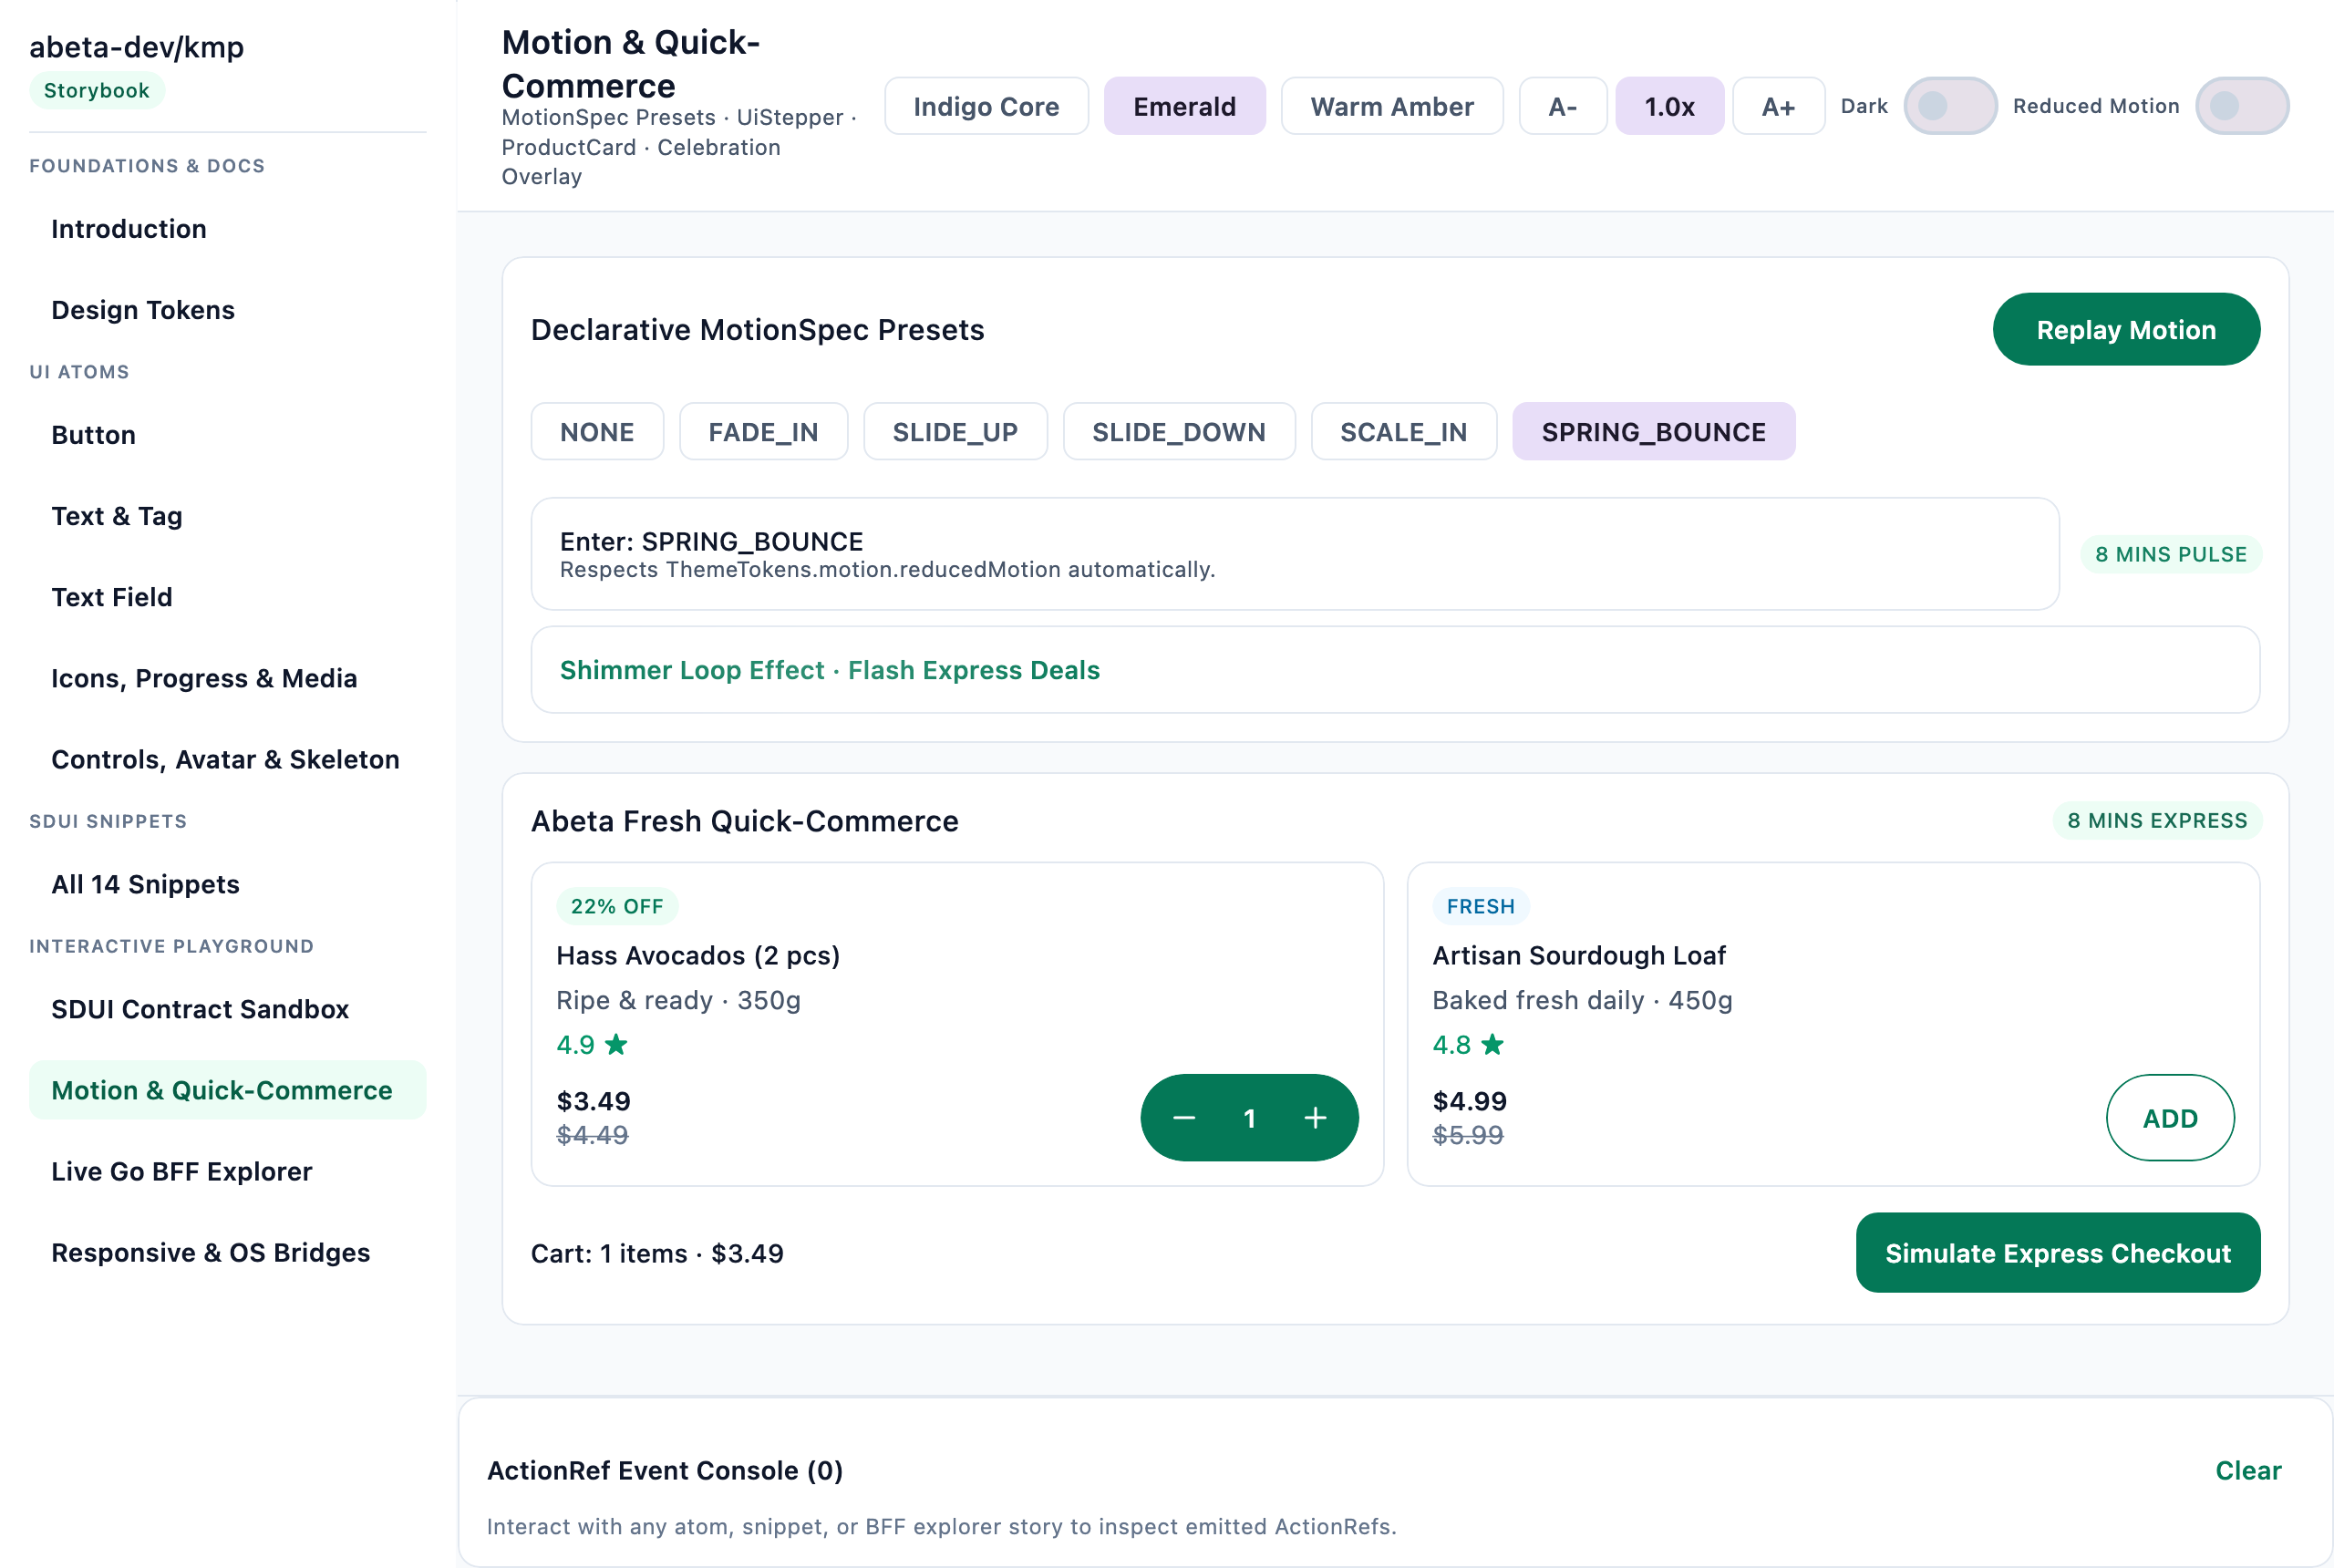 abeta-dev/kmp
Storybook
FOUNDATIONS & DOCS
Introduction
Design Tokens
UI ATOMS
Button
Text & Tag
Text Field
Icons, Progress & Media
Controls, Avatar & Skeleton
SDUI SNIPPETS
All 14 Snippets
INTERACTIVE PLAYGROUND
SDUI Contract Sandbox
Motion & Quick-Commerce
Live Go BFF Explorer
Responsive & OS Bridges
Motion & Quick-
Commerce
MotionSpec Presets · UiStepper ·
ProductCard · Celebration
Overlay
Indigo Core
Emerald
Warm Amber
A-
1.0x
A+
Dark
Reduced Motion
Declarative MotionSpec Presets
Replay Motion
NONE
FADE_IN
SLIDE_UP
SLIDE_DOWN
SCALE_IN
SPRING_BOUNCE
Enter: SPRING_BOUNCE
Respects ThemeTokens.motion.reducedMotion automatically.
8 MINS PULSE
Shimmer Loop Effect · Flash Express Deals
Abeta Fresh Quick-Commerce
8 MINS EXPRESS
22% OFF
Hass Avocados (2 pcs)
Ripe & ready · 350g
4.9 ★
$3.49
$4.49
− 1 +
FRESH
Artisan Sourdough Loaf
Baked fresh daily · 450g
4.8 ★
$4.99
$5.99
ADD
Cart: 1 items · $3.49
Simulate Express Checkout
ActionRef Event Console (0)
Clear
Interact with any atom, snippet, or BFF explorer story to inspect emitted ActionRefs.